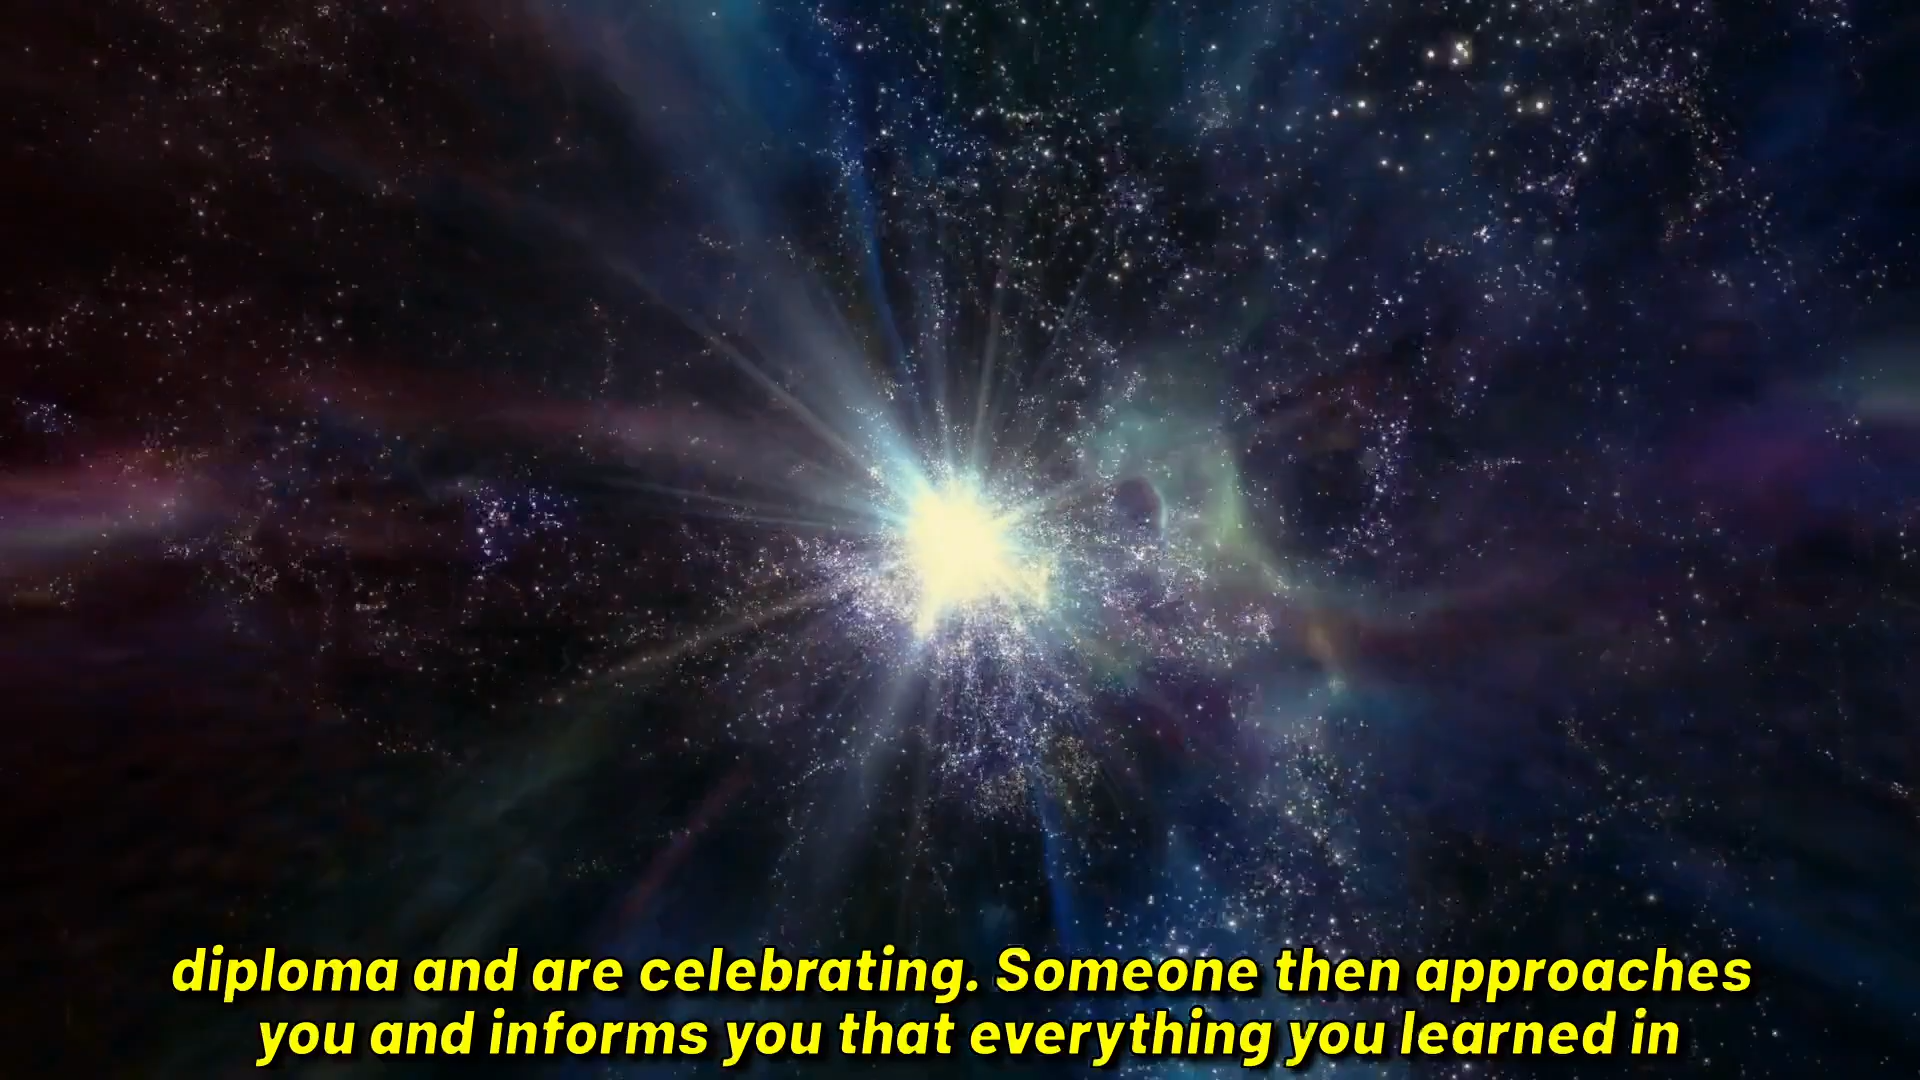 diploma and are celebrating. Someone then approaches
you and informs you that everything you learned in